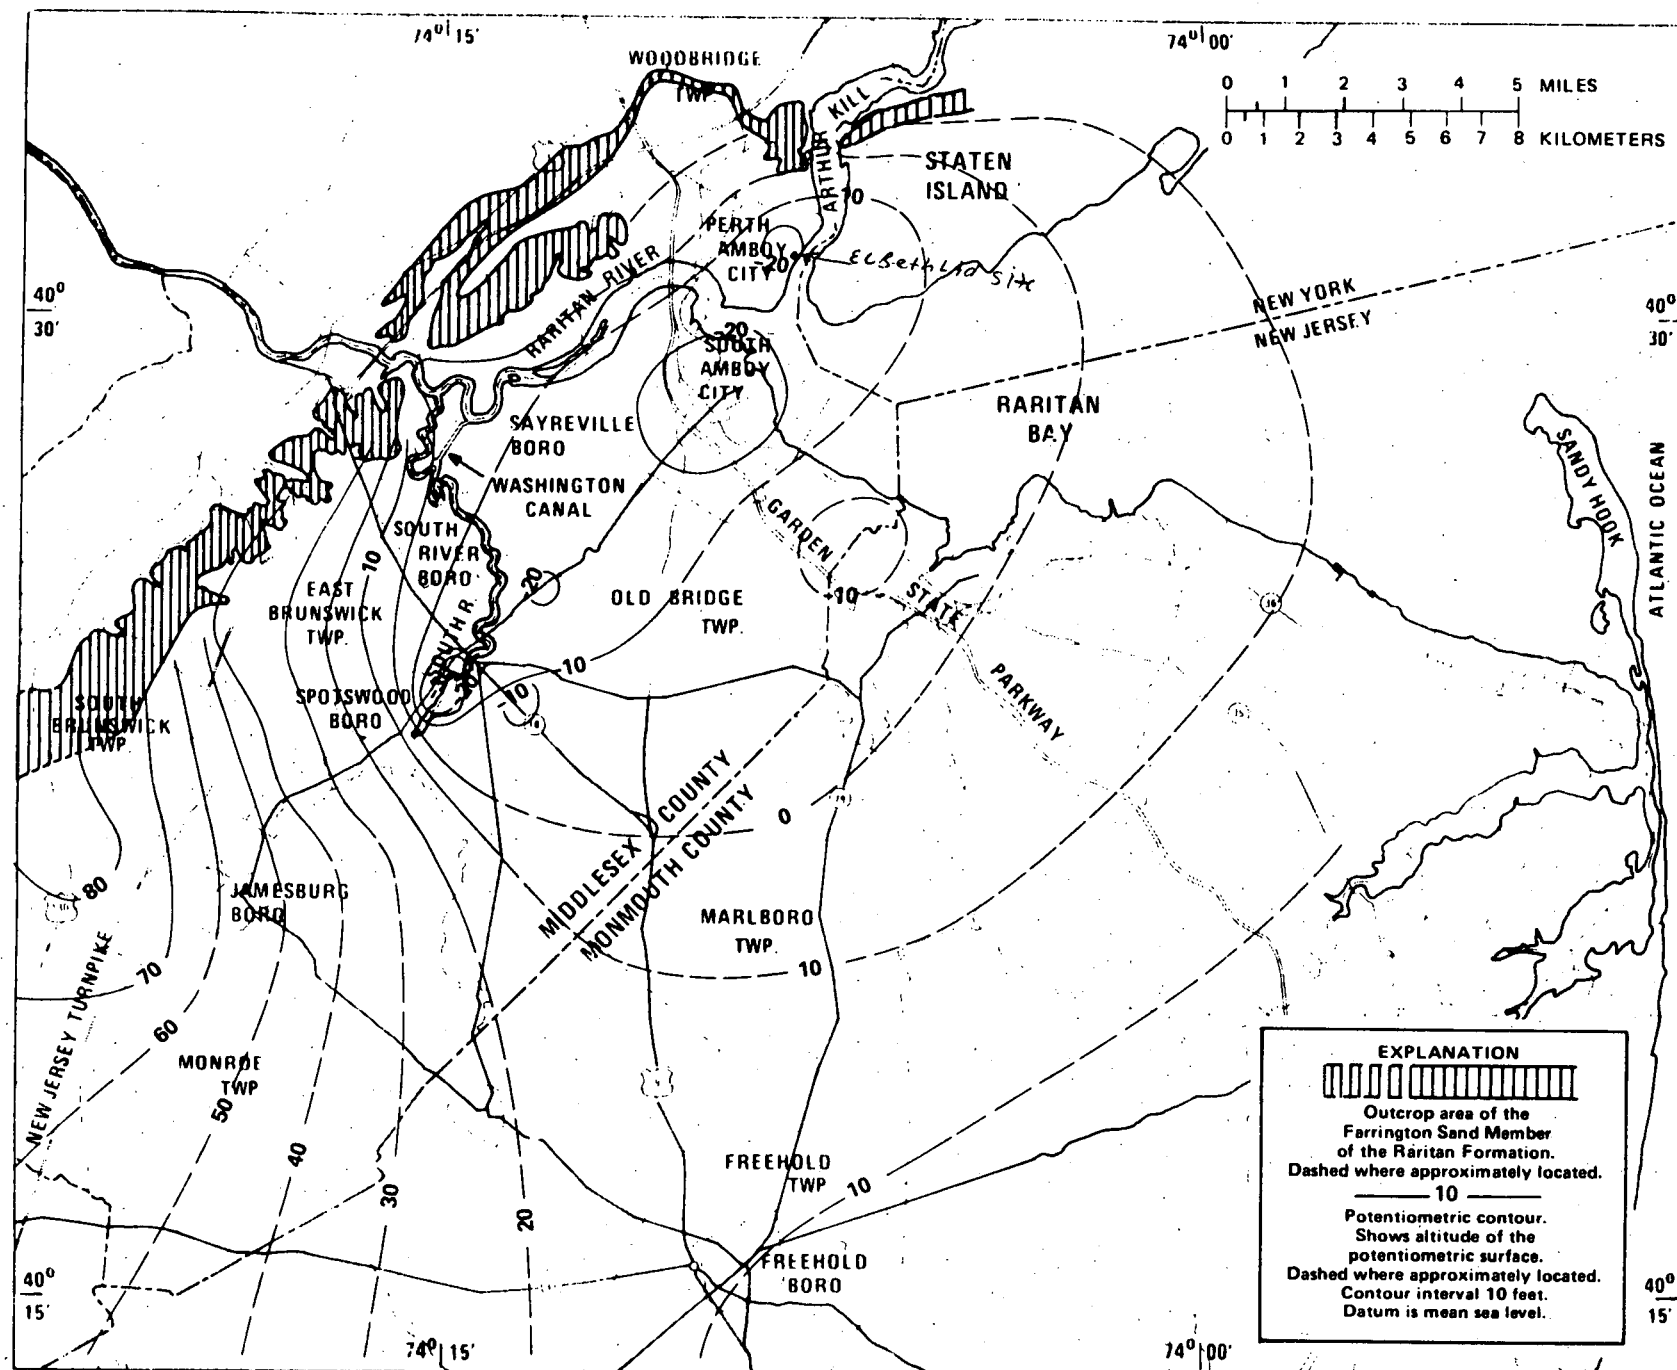 74° 15'
74° 00'
WOODBRIDGE
TWP.
0 1 2 3 4 5 MILES
0 1 2 3 4 5 6 7 8 KILOMETERS
ARTHUR KILL
STATEN
ISLAND
10
PERTH
AMBOY
CITY
-20
ELBethLtd Site
RARITAN RIVER
40°
30'
NEW YORK
NEW JERSEY
40°
30'
-20
SOUTH
AMBOY
CITY
RARITAN
BAY
SANDY HOOK
ATLANTIC OCEAN
SAYREVILLE
BORO
WASHINGTON
CANAL
GARDEN
STATE
PARKWAY
SOUTH
RIVER
BORO
10
EAST
BRUNSWICK
TWP.
-20
OLD BRIDGE
TWP.
-10
36
SOUTH R.
-10
SPOTSWOOD
BORO
-20
-10
18
SOUTH
BRUNSWICK
TWP.
MIDDLESEX COUNTY
MONMOUTH COUNTY
0
80
JAMESBURG
BORO
MARLBORO
TWP.
10
70
NEW JERSEY TURNPIKE
60
MONROE
TWP
50
40
30
20
FREEHOLD
TWP
10
FREEHOLD
BORO
40°
15'
40°
15'
74° 15'
74° 00'
EXPLANATION
Outcrop area of the
Farrington Sand Member
of the Raritan Formation.
Dashed where approximately located.
10
Potentiometric contour.
Shows altitude of the
potentiometric surface.
Dashed where approximately located.
Contour interval 10 feet.
Datum is mean sea level.